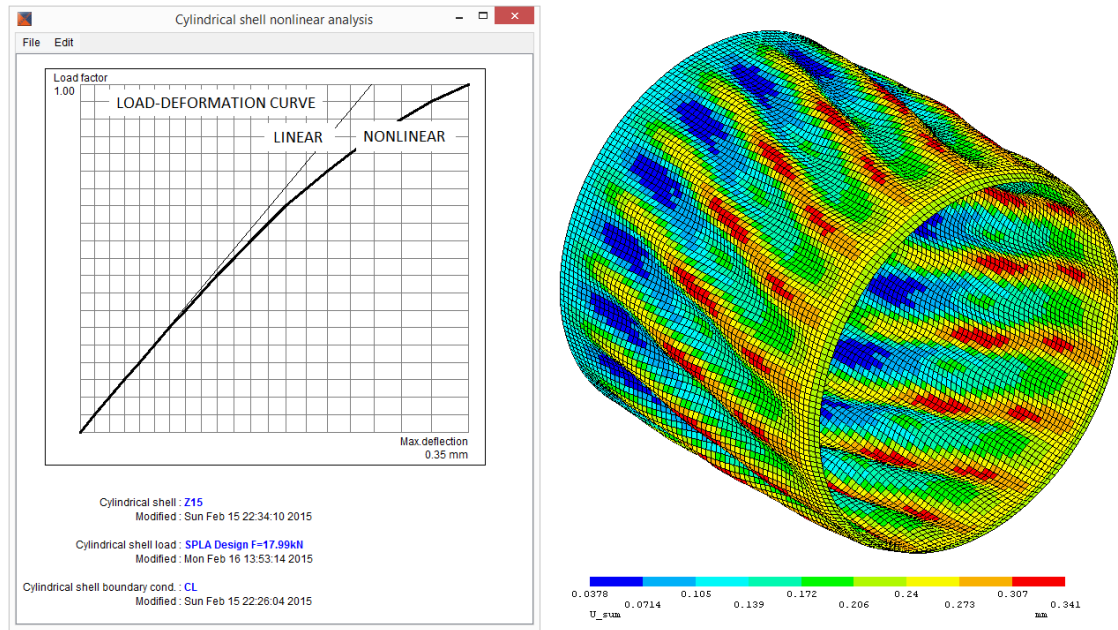 Cylindrical shell nonlinear analysis
File Edit
Load factor
1.00
LOAD-DEFORMATION CURVE
LINEAR
NONLINEAR
Max.deflection
0.35 mm
Cylindrical shell : Z15
Modified : Sun Feb 15 22:34:10 2015
Cylindrical shell load : SPLA Design F=17.99kN
Modified : Mon Feb 16 13:53:14 2015
Cylindrical shell boundary cond. : CL
Modified : Sun Feb 15 22:26:04 2015
0.0378 0.105 0.172 0.24 0.307
0.0714 0.139 0.206 0.273 0.341
U_sum mm